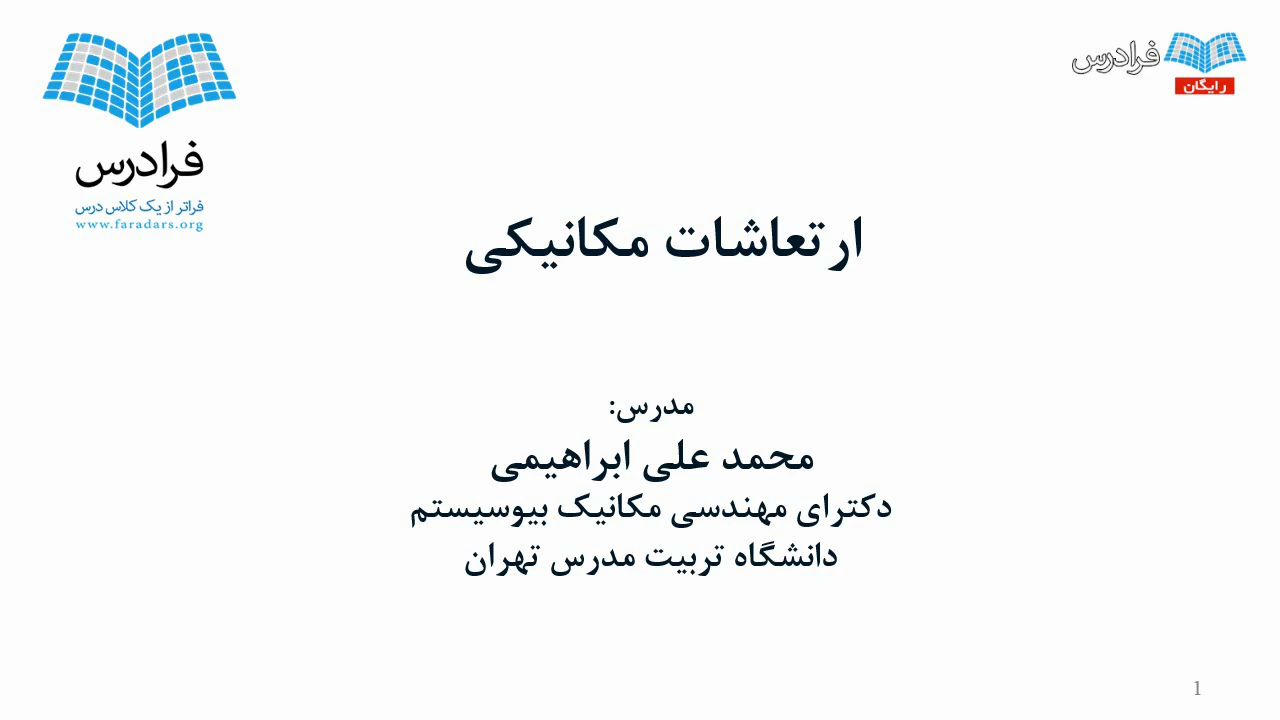 فرادرس
رایگان
فرادرس
فراتر از یک کلاس درس
www.faradars.org
ارتعاشات مکانیکی
مدرس:
محمد علی ابراهیمی
دکترای مهندسی مکانیک بیوسیستم
دانشگاه تربیت مدرس تهران
1